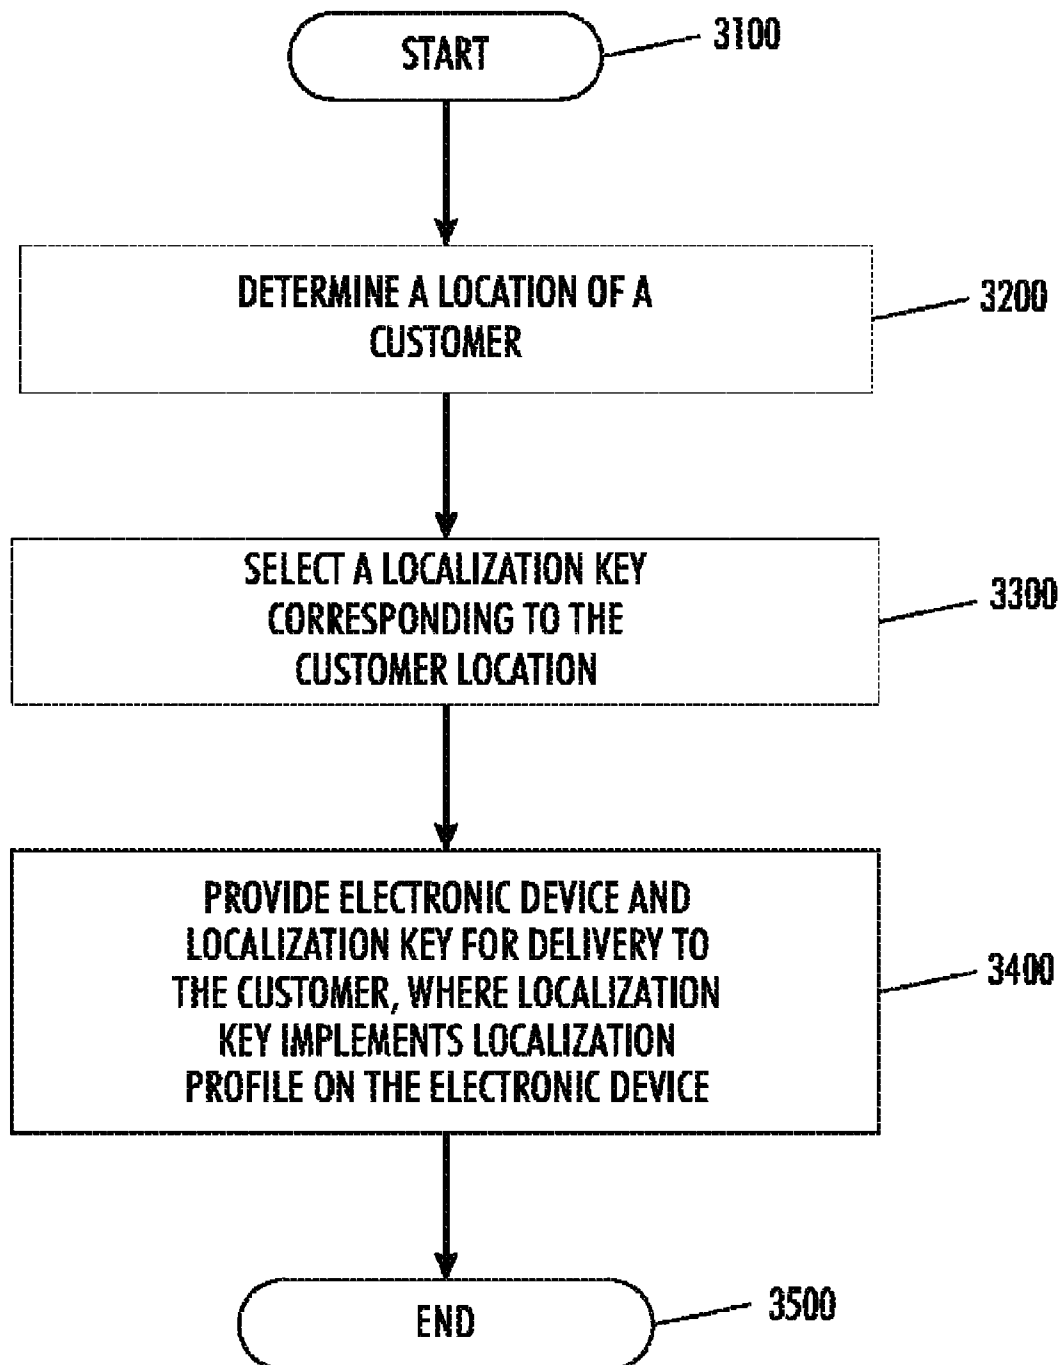 START
3100
DETERMINE A LOCATION OF A
CUSTOMER
3200
SELECT A LOCALIZATION KEY
CORRESPONDING TO THE
CUSTOMER LOCATION
3300
PROVIDE ELECTRONIC DEVICE AND
LOCALIZATION KEY FOR DELIVERY TO
THE CUSTOMER, WHERE LOCALIZATION
KEY IMPLEMENTS LOCALIZATION
PROFILE ON THE ELECTRONIC DEVICE
3400
END
3500